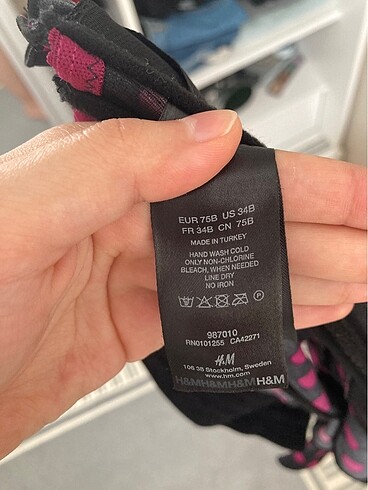 EUR 75B US 34B
FR 34B CN 75B
MADE IN TURKEY
HAND WASH COLD
ONLY NON-CHLORINE
BLEACH, WHEN NEEDED
LINE DRY
NO IRON
P
987010
RN0101255 CA42271
H&M
106 38 Stockholm, Sweden
www.hm.com
H&MH&MH&MH&M